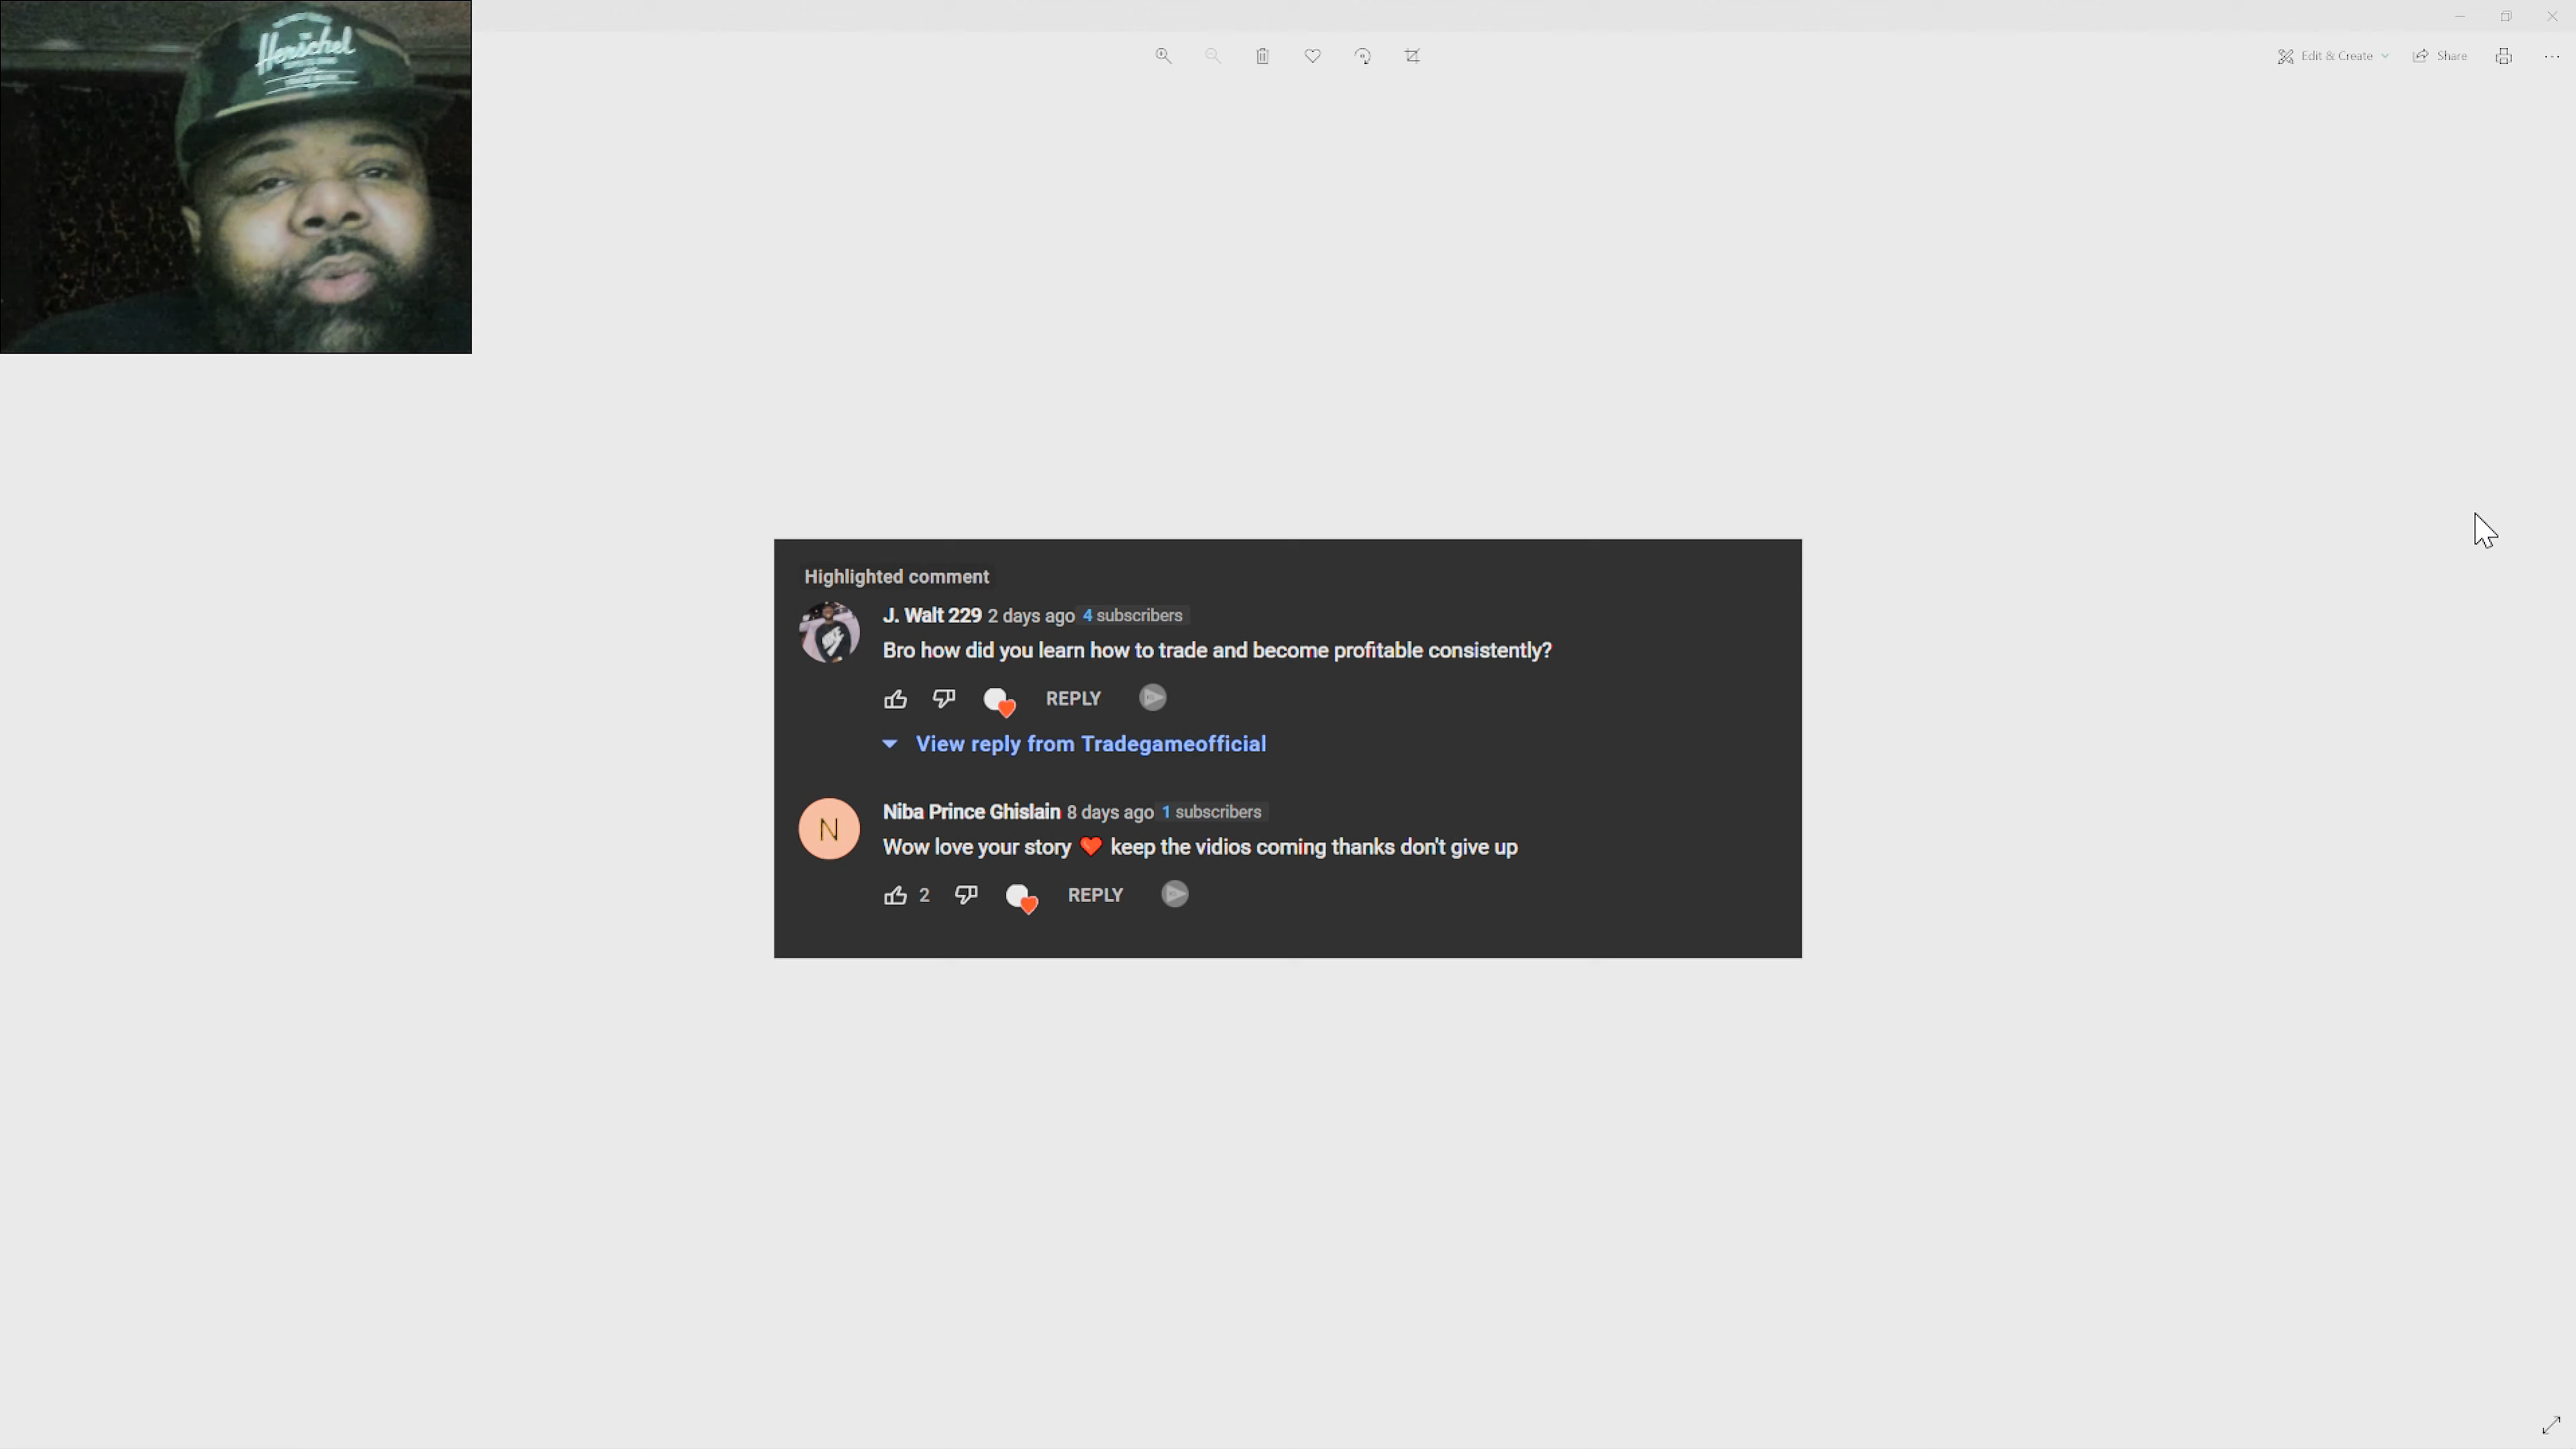 Herschel
Edit & Create
Share
Highlighted comment
J. Walt 229 2 days ago 4 subscribers
Bro how did you learn how to trade and become profitable consistently?
REPLY
View reply from Tradegameofficial
N
Niba Prince Ghislain 8 days ago 1 subscribers
Wow love your story ❤️ keep the vidios coming thanks don't give up
2 REPLY